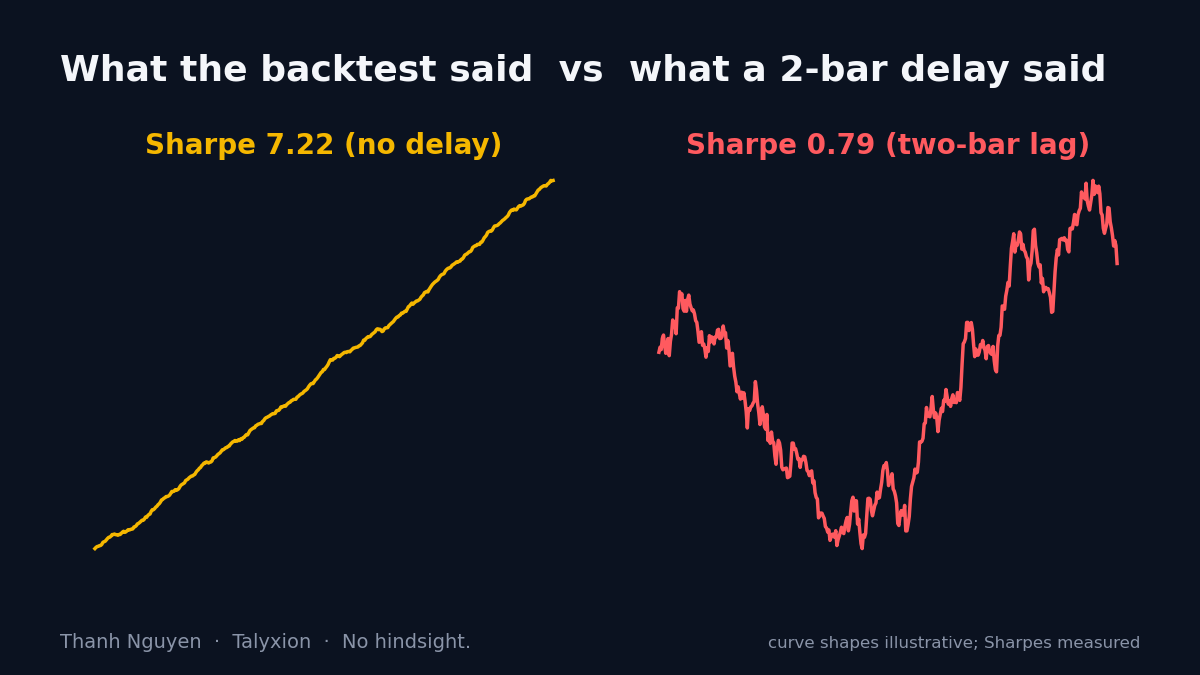 What the backtest said vs what a 2-bar delay said
Sharpe 7.22 (no delay)
Sharpe 0.79 (two-bar lag)
Thanh Nguyen · Talyxion · No hindsight.
curve shapes illustrative; Sharpes measured